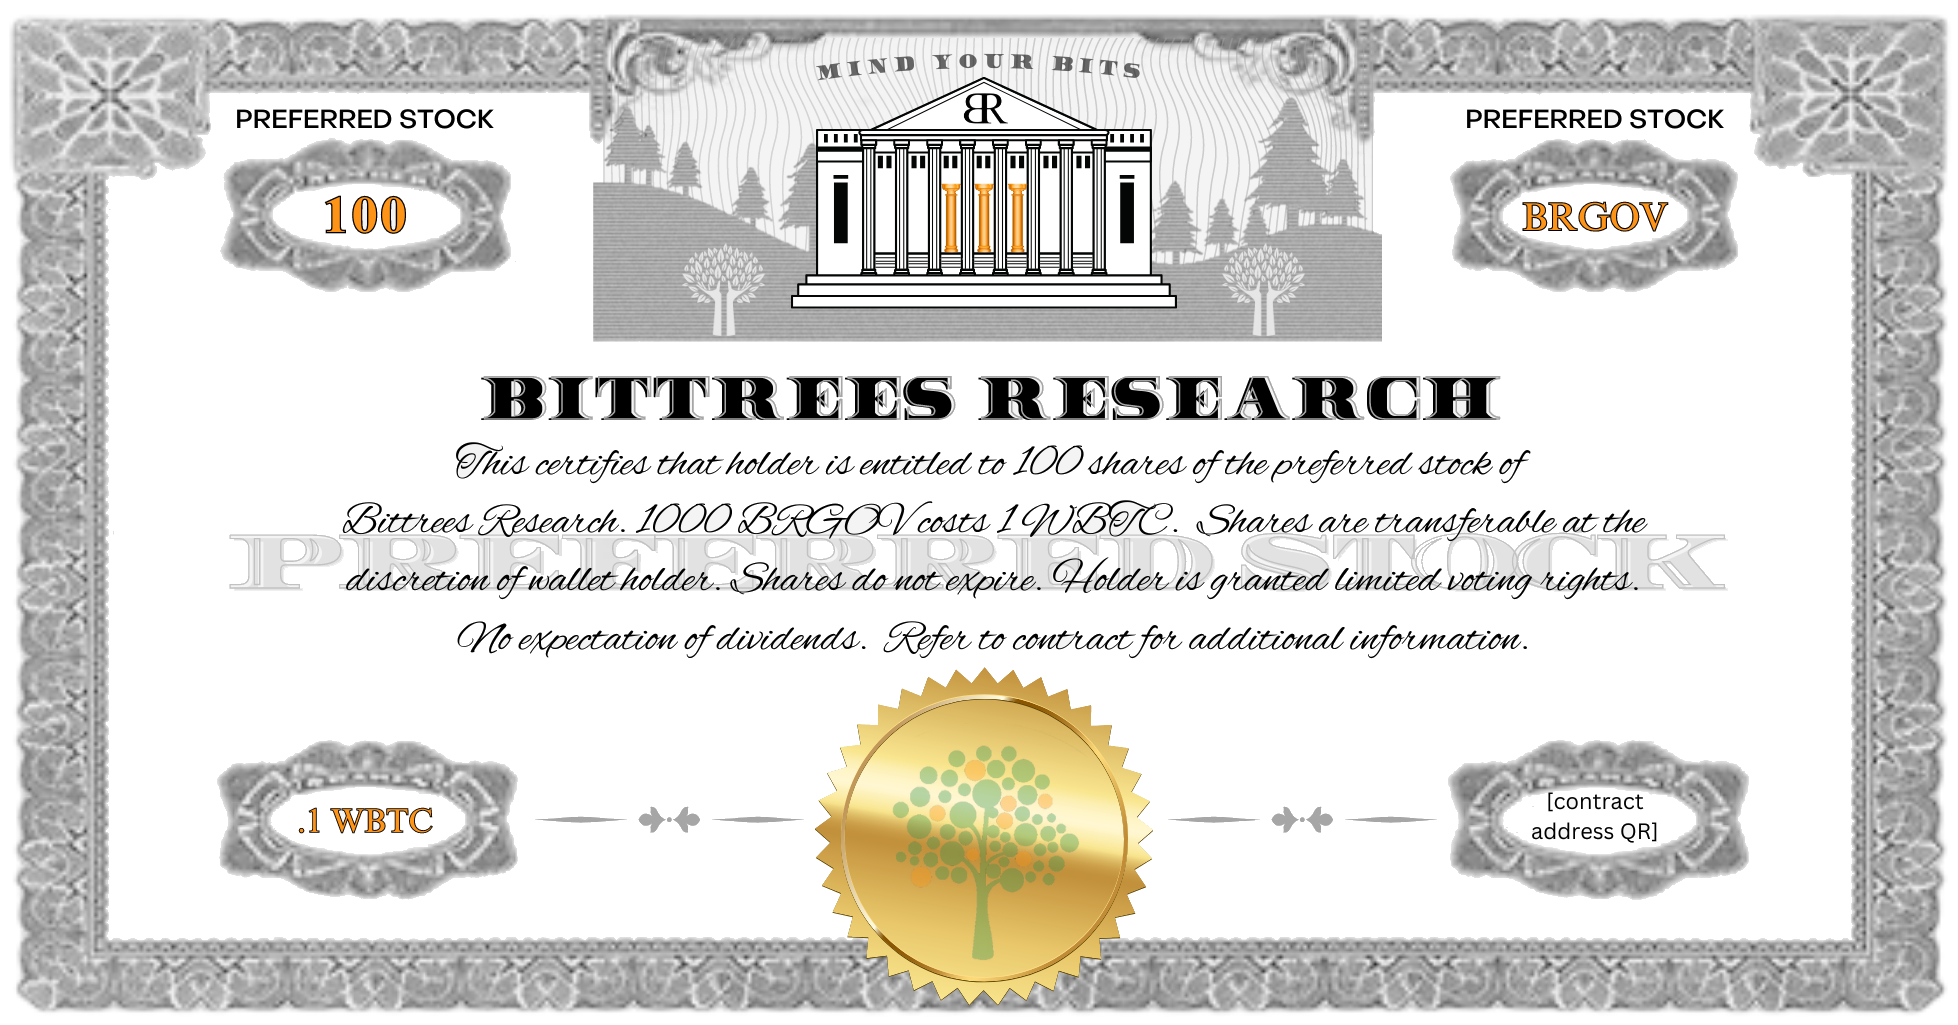 MIND YOUR BITS
BR
PREFERRED STOCK
100
PREFERRED STOCK
BRGOV
BITTREES RESEARCH
This certifies that holder is entitled to 100 shares of the preferred stock of
Bittrees Research. 1000 BRGOV costs 1 WBTC. Shares are transferable at the
PREFERRED STOCK
discretion of wallet holder. Shares do not expire. Holder is granted limited voting rights.
No expectation of dividends. Refer to contract for additional information.
.1 WBTC
[contract
address QR]